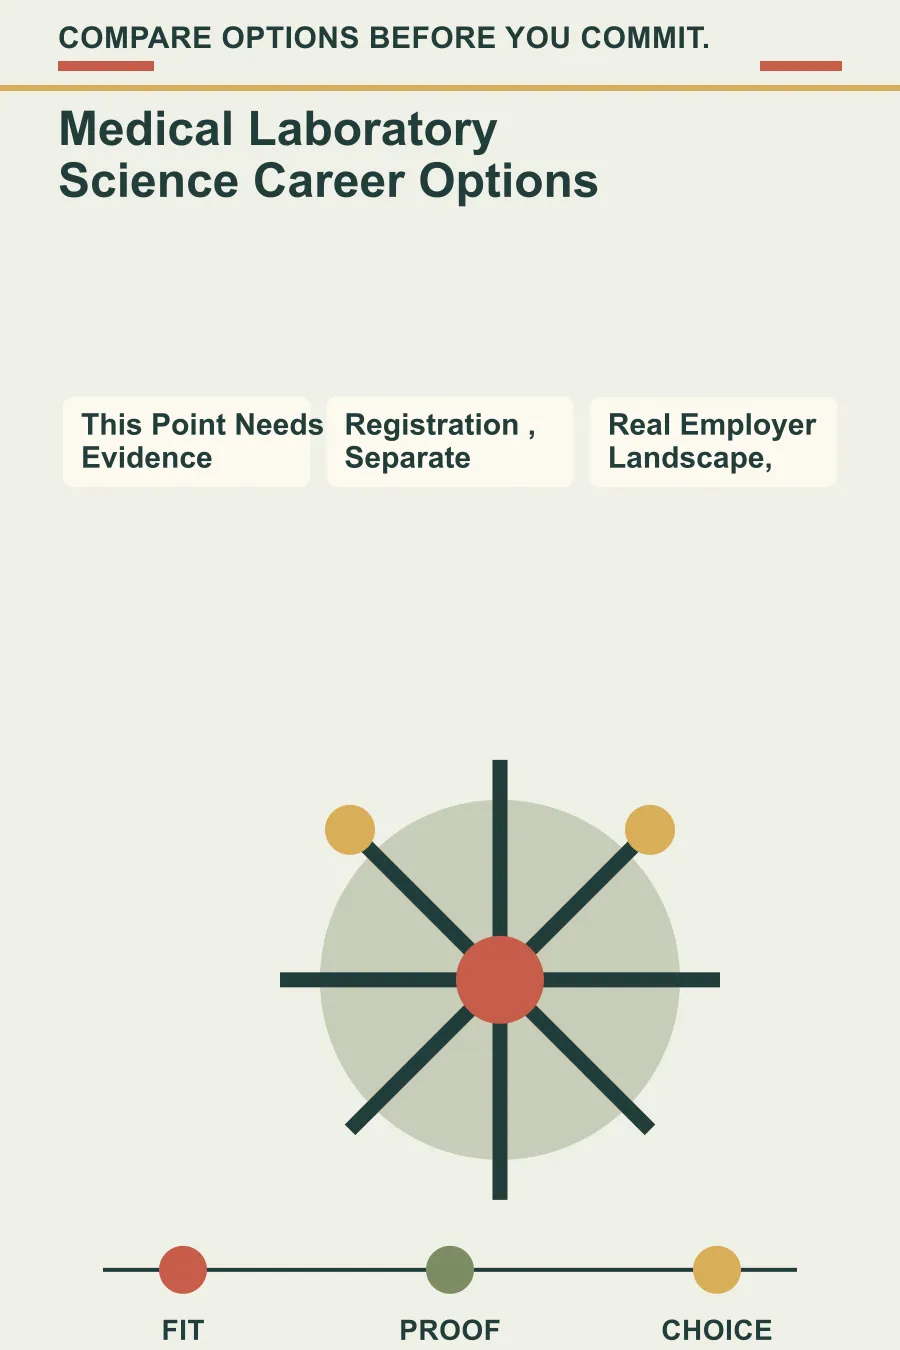 COMPARE OPTIONS BEFORE YOU COMMIT.
Medical Laboratory
Science Career Options
This Point Needs
Evidence
Registration ,
Separate
Real Employer
Landscape,
FIT
PROOF
CHOICE